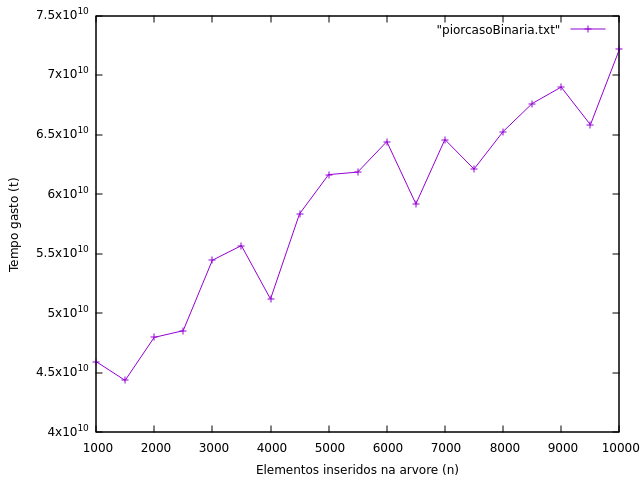 7.5x10^10
"piorcasoBinaria.txt"
7x10^10
6.5x10^10
6x10^10
5.5x10^10
5x10^10
4.5x10^10
4x10^10
Tempo gasto (t)
1000 2000 3000 4000 5000 6000 7000 8000 9000 10000
Elementos inseridos na arvore (n)